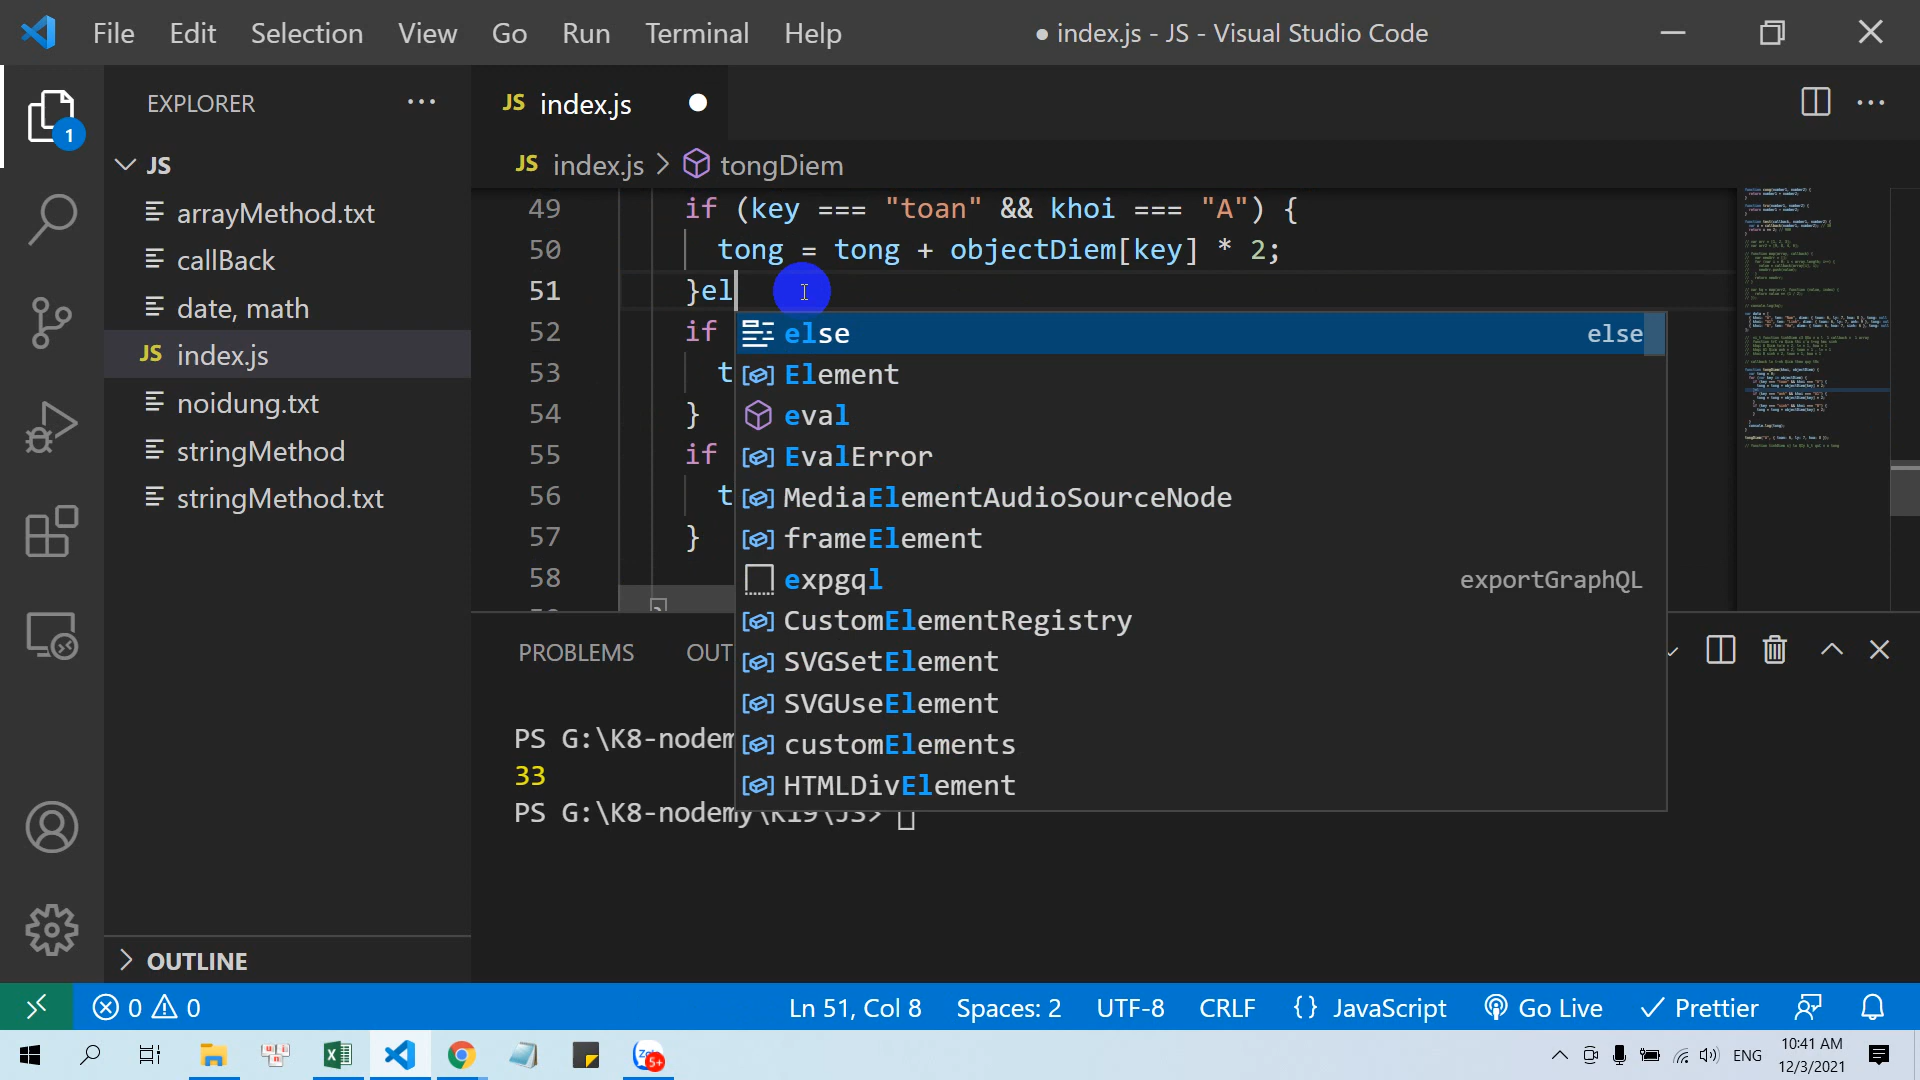 File Edit Selection View Go Run Terminal Help
● index.js - JS - Visual Studio Code
EXPLORER
1
JS
arrayMethod.txt
callBack
date, math
JS index.js
noidung.txt
stringMethod
stringMethod.txt
OUTLINE
JS index.js
JS index.js > tongDiem
49 if (key === "toan" && khoi === "A") {
50 tong = tong + objectDiem[key] * 2;
51 }el
52 if
53 t
54 }
55 if
56 t
57 }
58
else else
Element
eval
EvalError
MediaElementAudioSourceNode
frameElement
expgql exportGraphQL
CustomElementRegistry
SVGSetElement
SVGUseElement
customElements
HTMLDivElement
PROBLEMS OUT
PS G:\K8-nodem
33
PS G:\K8-nodemy\K19\JS>
0 0
Ln 51, Col 8 Spaces: 2 UTF-8 CRLF {} JavaScript Go Live Prettier
5+
ENG
10:41 AM
12/3/2021